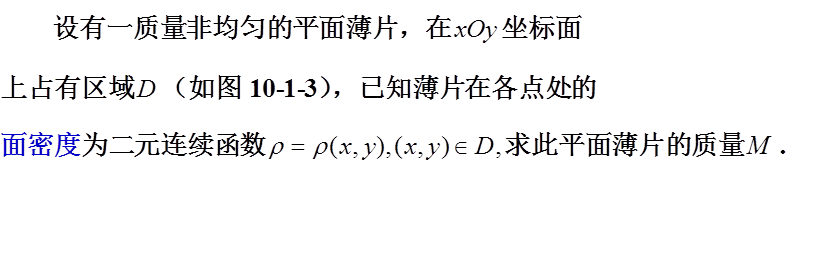 设有一质量非均匀的平面薄片，在xOy坐标面
上占有区域D（如图 10-1-3），已知薄片在各点处的
面密度为二元连续函数ρ = ρ(x, y),(x, y)∈ D,求此平面薄片的质量M．